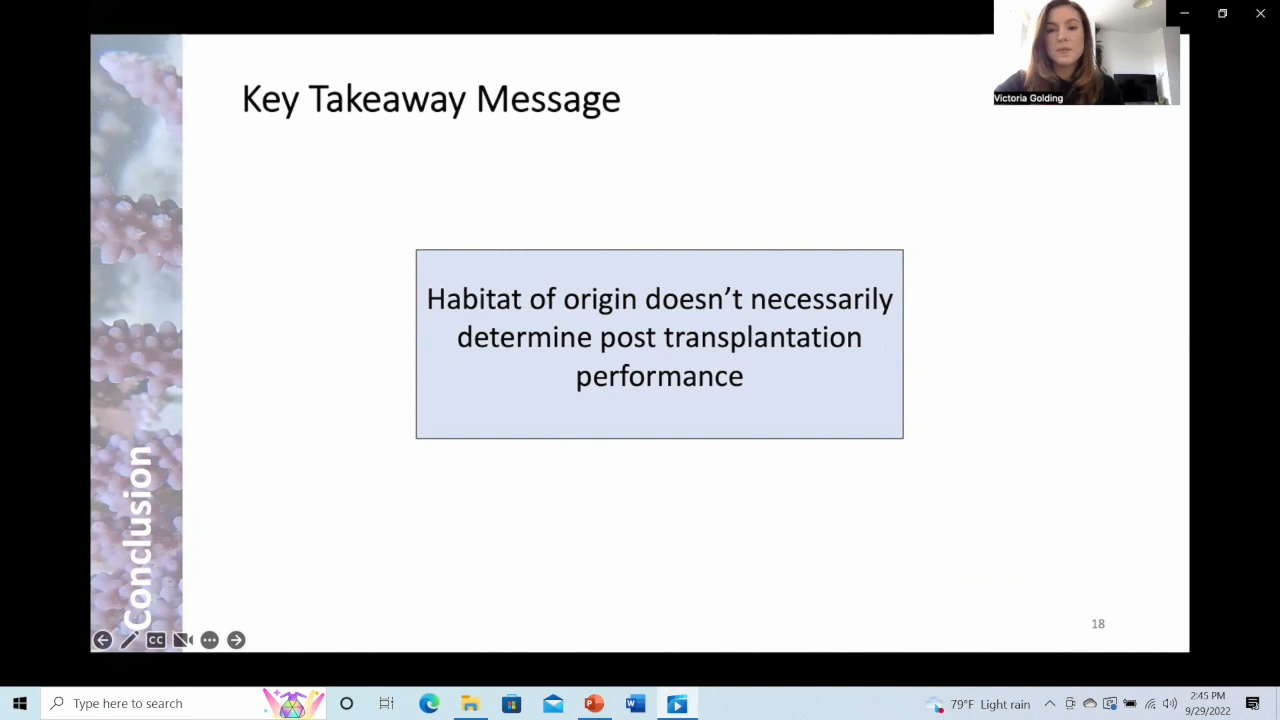 Key Takeaway Message
Victoria Golding
Habitat of origin doesn’t necessarily
determine post transplantation
performance
Conclusion
18
CC
Type here to search
79°F Light rain
2:45 PM
9/29/2022